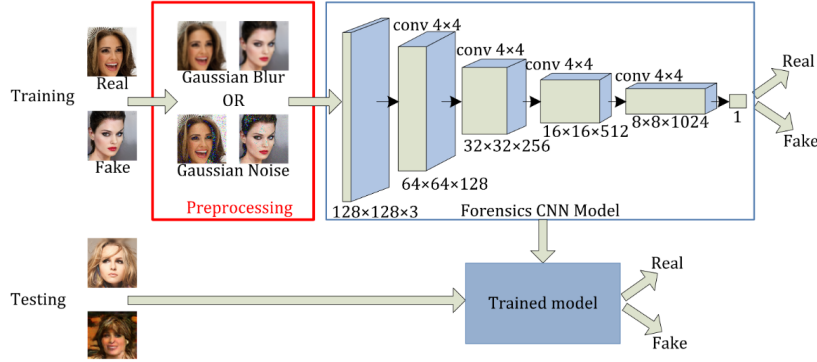 Training
Real
Fake
Gaussian Blur
OR
Gaussian Noise
Preprocessing
conv 4×4
conv 4×4
conv 4×4
conv 4×4
128×128×3
64×64×128
32×32×256
16×16×512
8×8×1024
1
Real
Fake
Forensics CNN Model
Testing
Trained model
Real
Fake